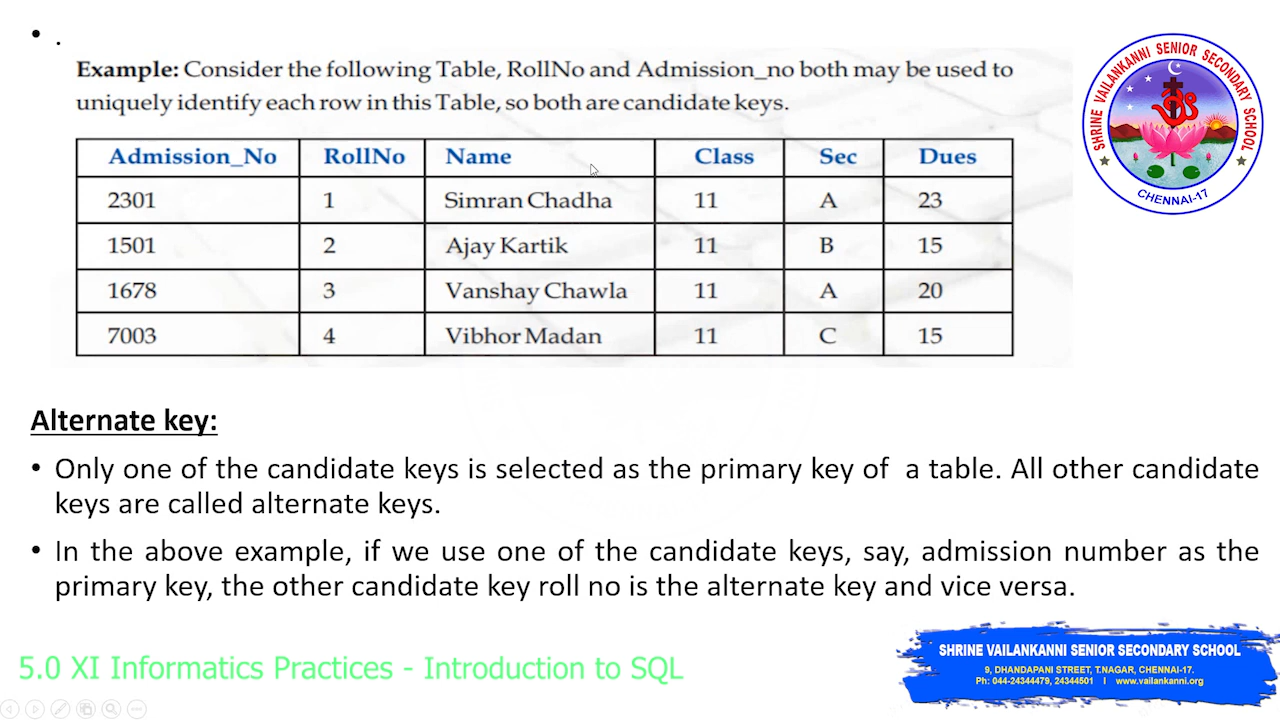 • .
Example: Consider the following Table, RollNo and Admission_no both may be used to
uniquely identify each row in this Table, so both are candidate keys.
Admission_No RollNo Name Class Sec Dues
2301 1 Simran Chadha 11 A 23
1501 2 Ajay Kartik 11 B 15
1678 3 Vanshay Chawla 11 A 20
7003 4 Vibhor Madan 11 C 15
SHRINE VAILANKANNI SENIOR SECONDARY SCHOOL
CHENNAI-17
Alternate key:
• Only one of the candidate keys is selected as the primary key of a table. All other candidate
keys are called alternate keys.
• In the above example, if we use one of the candidate keys, say, admission number as the
primary key, the other candidate key roll no is the alternate key and vice versa.
5.0 XI Informatics Practices - Introduction to SQL
SHRINE VAILANKANNI SENIOR SECONDARY SCHOOL
9, DHANDAPANI STREET, T.NAGAR, CHENNAI-17.
Ph: 044-24344479, 24344501 I www.vailankanni.org